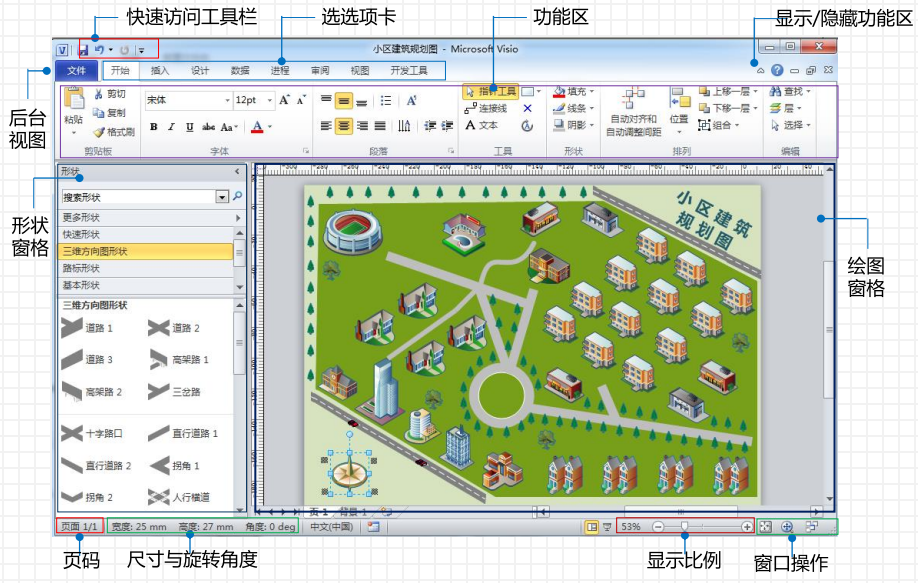 快速访问工具栏
选选项卡
功能区
显示/隐藏功能区
小区建筑规划图 - Microsoft Visio
文件 开始 插入 设计 数据 进程 审阅 视图 开发工具
后台
视图
粘贴
剪切
复制
格式刷
剪贴板
宋体 12pt
B I U abc Aa A
字体
段落
指针工具
连接线
A 文本
工具
填充
线条
阴影
形状
自动对齐和
自动调整间距
位置
上移一层
下移一层
组合
排列
查找
层
选择
编辑
形状
窗格
形状
搜索形状
更多形状
快速形状
三维方向图形状
路标形状
基本形状
三维方向图形状
道路 1 道路 2
道路 3 高架路 1
高架路 2 三岔路
十字路口 直行道路 1
直行道路 2 拐角 1
拐角 2 人行横道
小区建筑
规划图
绘图
窗格
页-1 背景-1
页面 1/1 宽度: 25 mm 高度: 27 mm 角度: 0 deg 中文(中国) 53%
页码
尺寸与旋转角度
显示比例
窗口操作